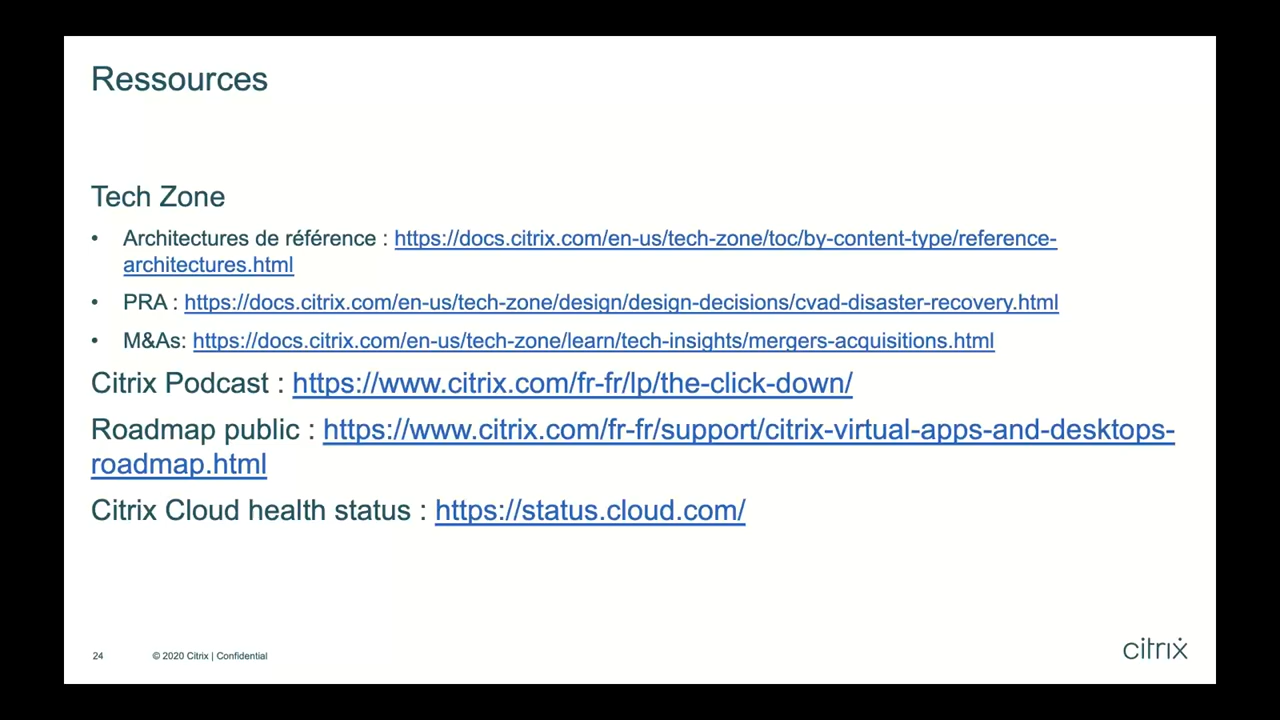 Ressources
Tech Zone
• Architectures de référence : https://docs.citrix.com/en-us/tech-zone/toc/by-content-type/reference-
architectures.html
• PRA : https://docs.citrix.com/en-us/tech-zone/design/design-decisions/cvad-disaster-recovery.html
• M&As: https://docs.citrix.com/en-us/tech-zone/learn/tech-insights/mergers-acquisitions.html
Citrix Podcast : https://www.citrix.com/fr-fr/lp/the-click-down/
Roadmap public : https://www.citrix.com/fr-fr/support/citrix-virtual-apps-and-desktops-
roadmap.html
Citrix Cloud health status : https://status.cloud.com/
24 © 2020 Citrix | Confidential
citrix